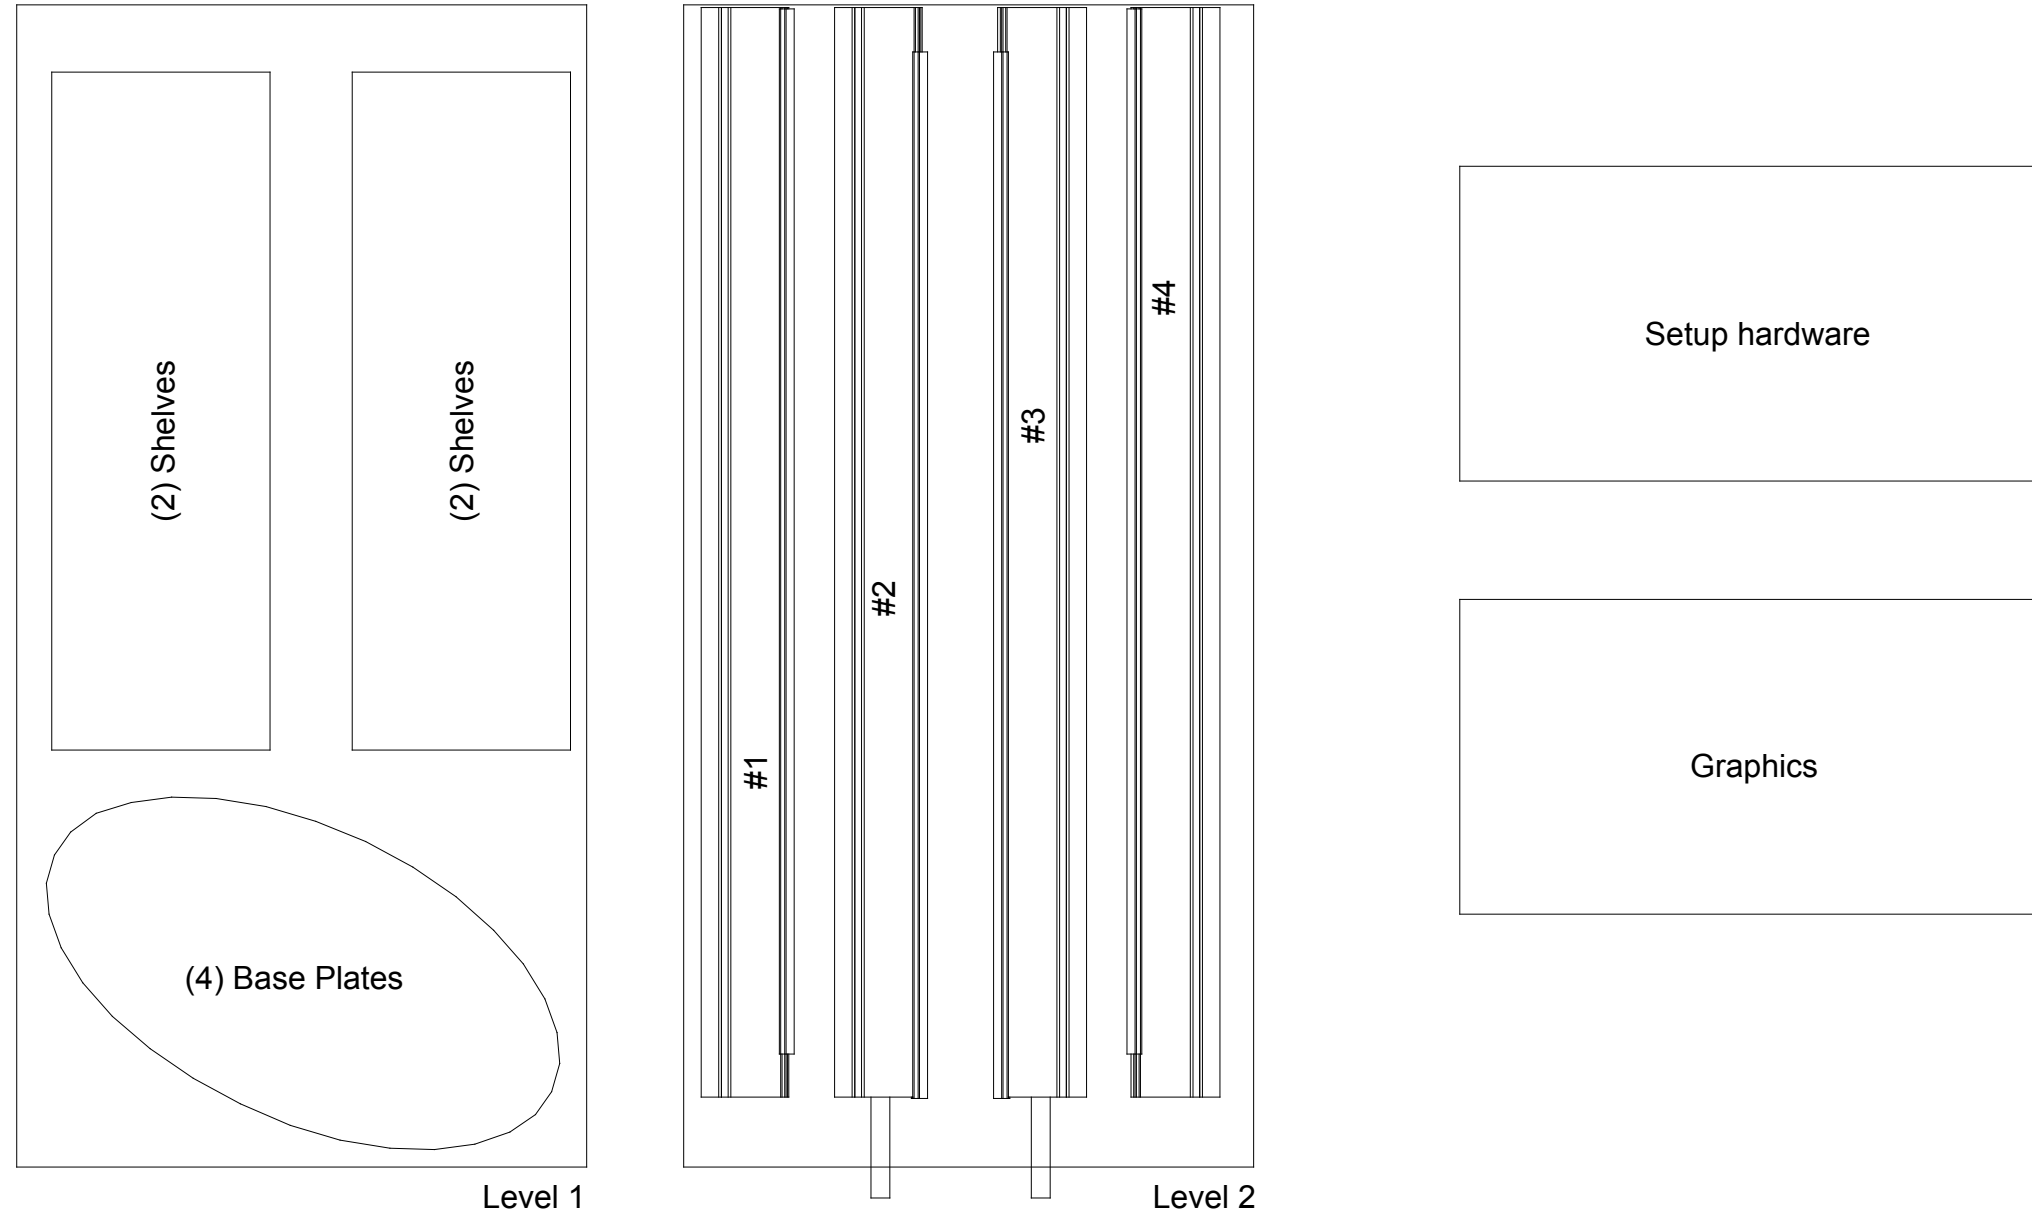 (2) Shelves
(2) Shelves
(4) Base Plates
Level 1
#1
#2
#3
#4
Level 2
Setup hardware
Graphics